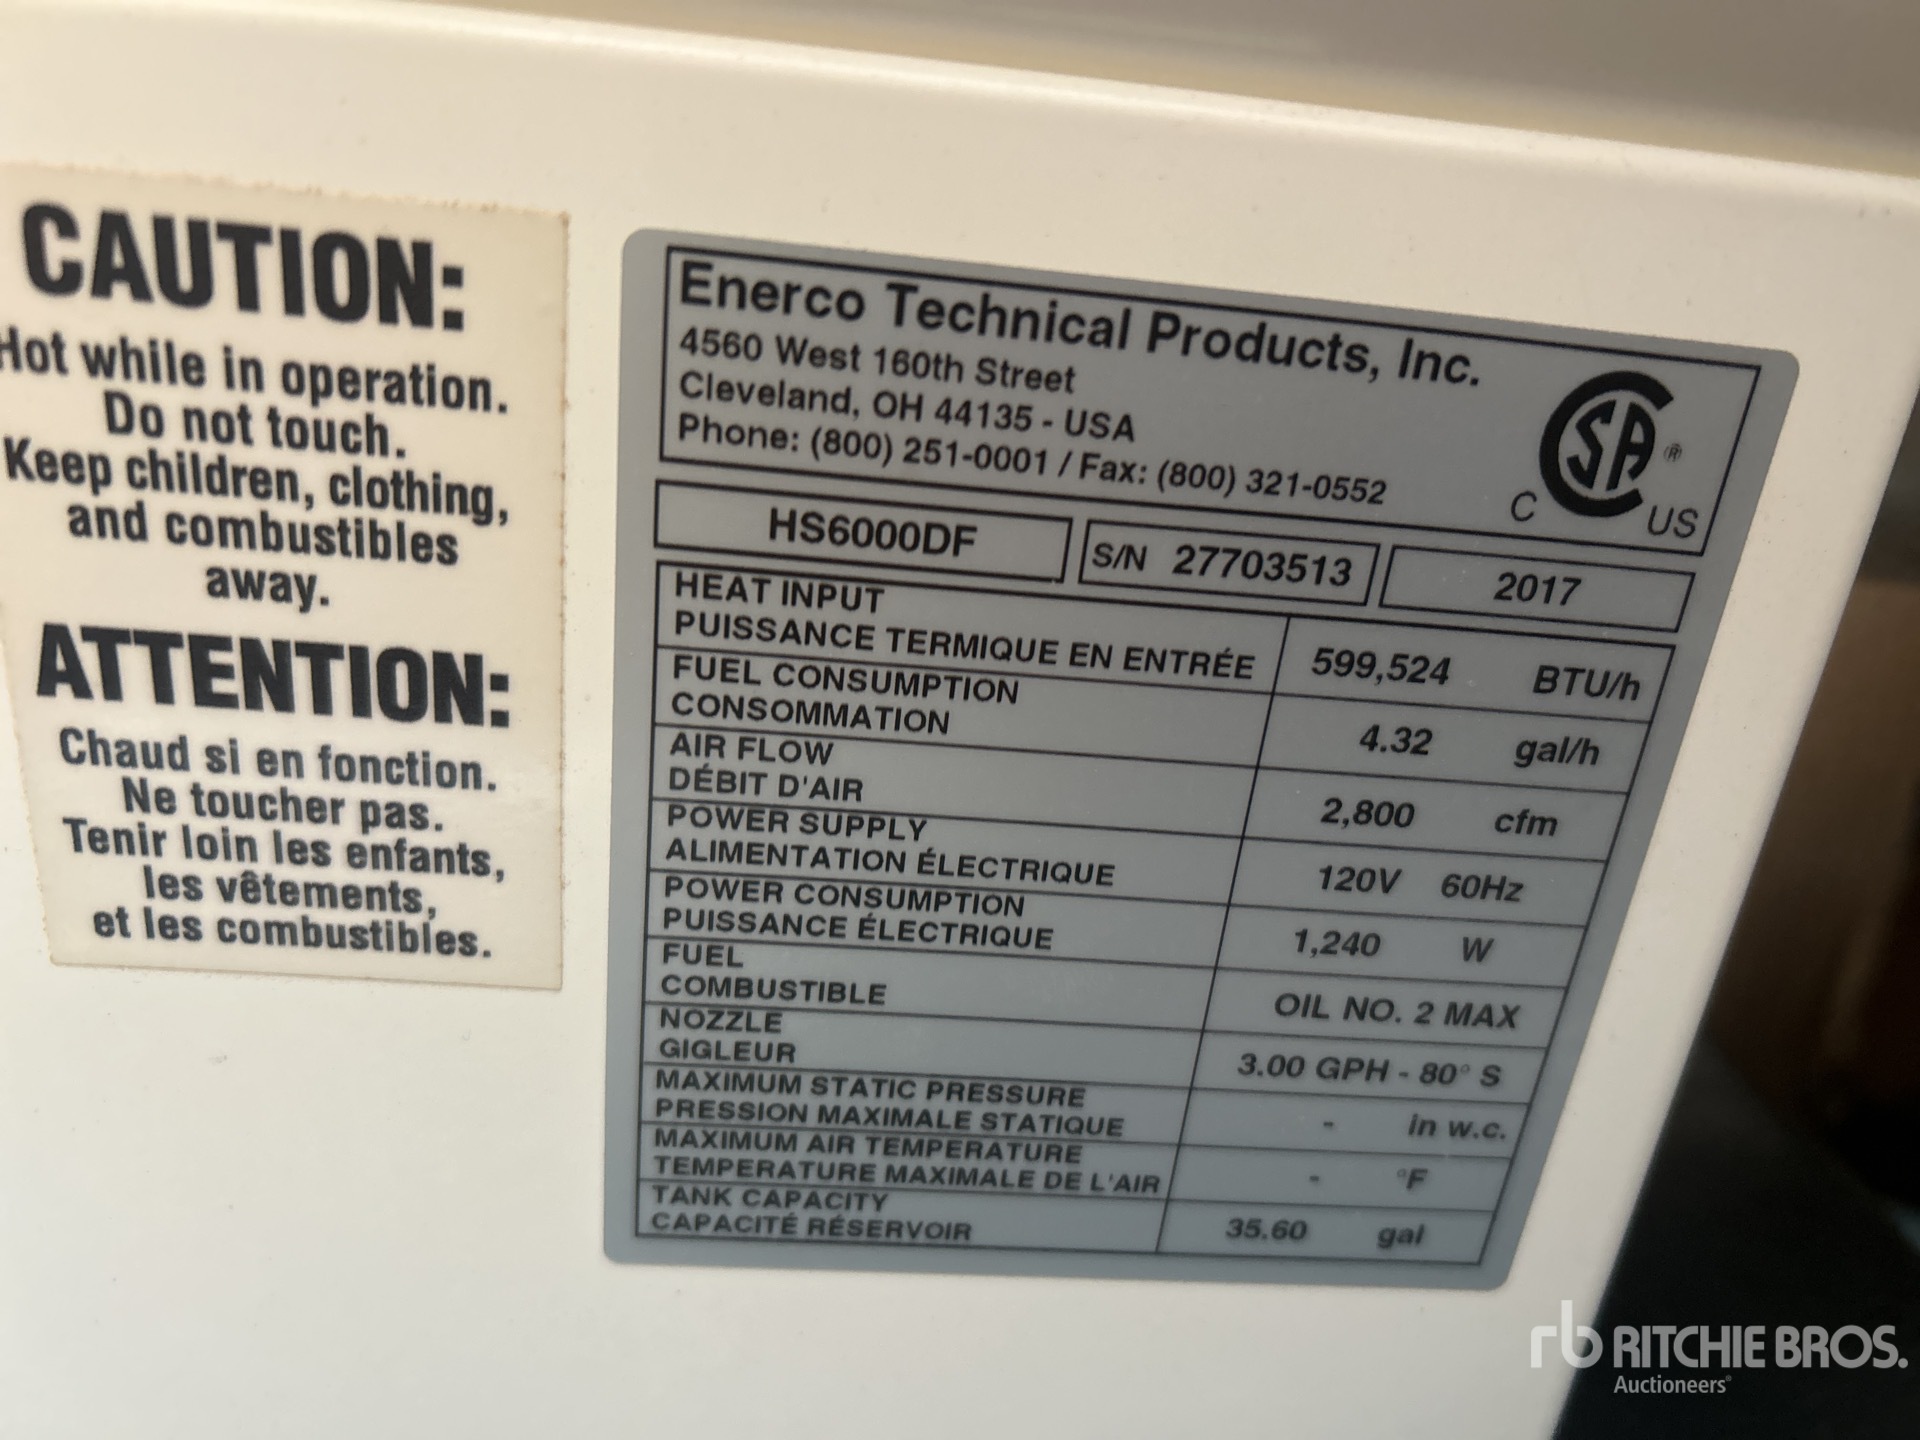 CAUTION:
Hot while in operation.
Do not touch.
Keep children, clothing,
and combustibles
away.
ATTENTION:
Chaud si en fonction.
Ne toucher pas.
Tenir loin les enfants,
les vêtements,
et les combustibles.
Enerco Technical Products, Inc.
4560 West 160th Street
Cleveland, OH 44135 - USA
Phone: (800) 251-0001 / Fax: (800) 321-0552
C SA ® US
HS6000DF S/N 27703513 2017
HEAT INPUT
PUISSANCE TERMIQUE EN ENTRÉE 599,524 BTU/h
FUEL CONSUMPTION
CONSOMMATION 4.32 gal/h
AIR FLOW
DÉBIT D'AIR 2,800 cfm
POWER SUPPLY
ALIMENTATION ÉLECTRIQUE 120V 60Hz
POWER CONSUMPTION
PUISSANCE ÉLECTRIQUE 1,240 W
FUEL
COMBUSTIBLE OIL NO. 2 MAX
NOZZLE
GIGLEUR 3.00 GPH - 80° S
MAXIMUM STATIC PRESSURE
PRESSION MAXIMALE STATIQUE - in w.c.
MAXIMUM AIR TEMPERATURE
TEMPERATURE MAXIMALE DE L'AIR - °F
TANK CAPACITY
CAPACITÉ RÉSERVOIR 35.60 gal
rb RITCHIE BROS.
Auctioneers®